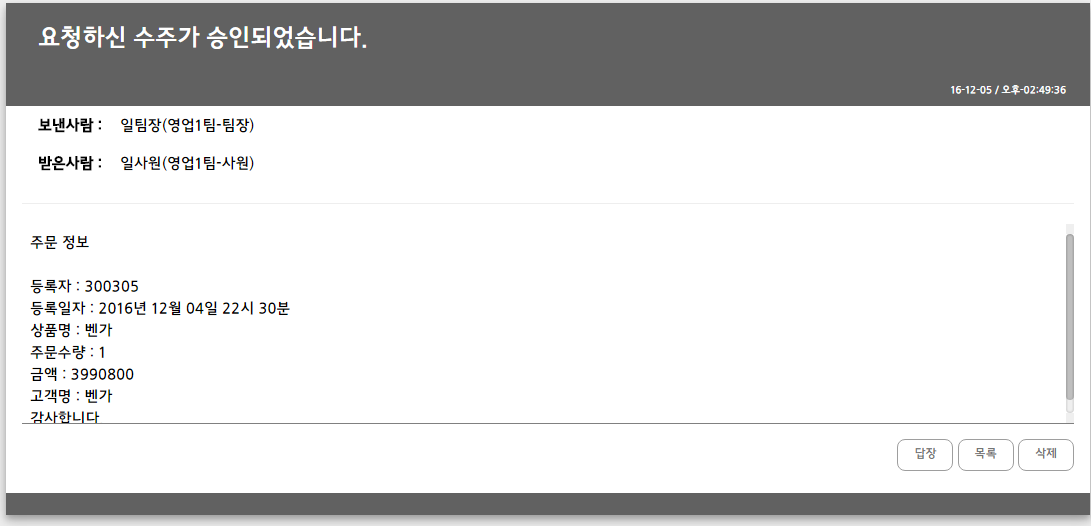 요청하신 수주가 승인되었습니다.
16-12-05 / 오후-02:49:36
보낸사람 : 일팀장(영업1팀-팀장)
받은사람 : 일사원(영업1팀-사원)
주문 정보
등록자 : 300305
등록일자 : 2016년 12월 04일 22시 30분
상품명 : 벤가
주문수량 : 1
금액 : 3990800
고객명 : 벤가
감사합니다
답장 목록 삭제